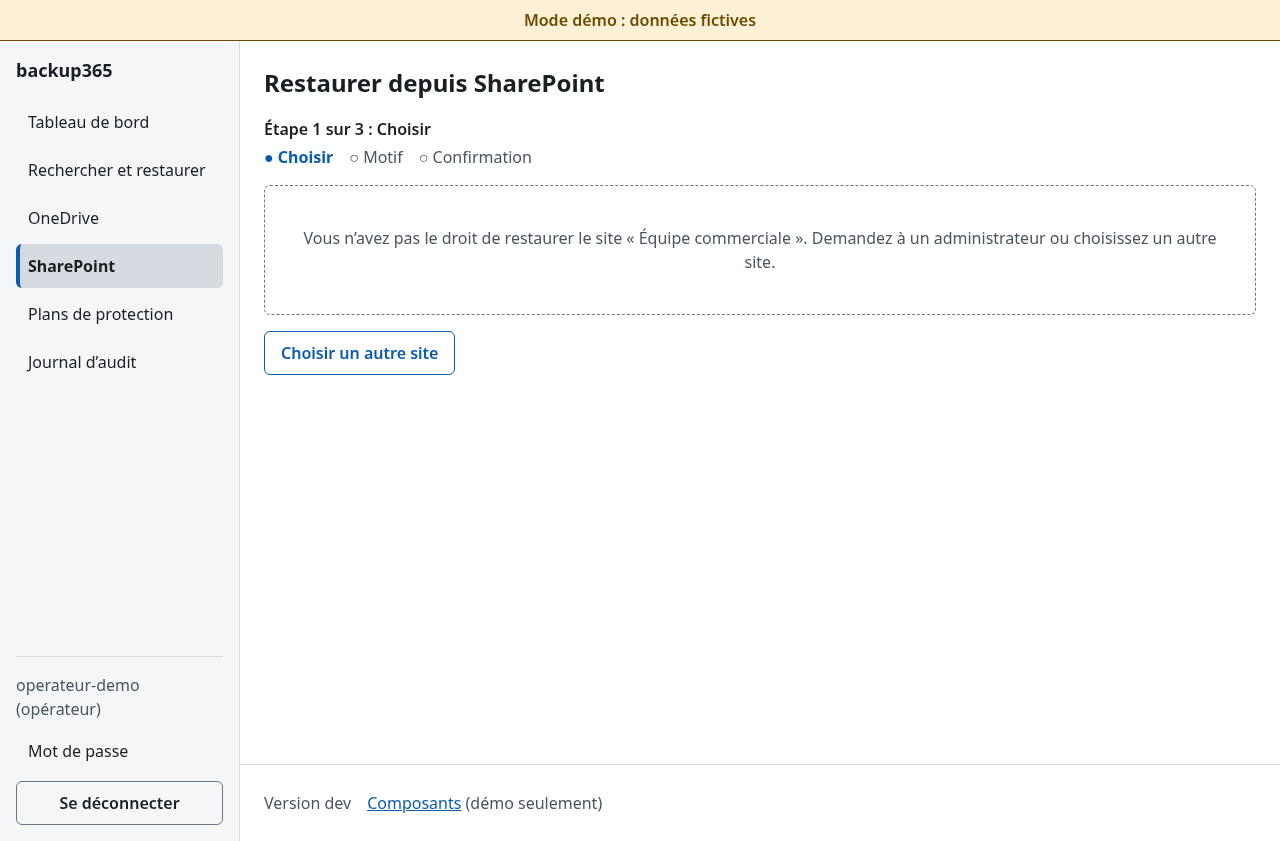 Mode démo : données fictives
backup365
Tableau de bord
Rechercher et restaurer
OneDrive
SharePoint
Plans de protection
Journal d’audit
operateur-demo
(opérateur)
Mot de passe
Se déconnecter
Restaurer depuis SharePoint
Étape 1 sur 3 : Choisir
● Choisir ○ Motif ○ Confirmation
Vous n’avez pas le droit de restaurer le site « Équipe commerciale ». Demandez à un administrateur ou choisissez un autre
site.
Choisir un autre site
Version dev Composants (démo seulement)